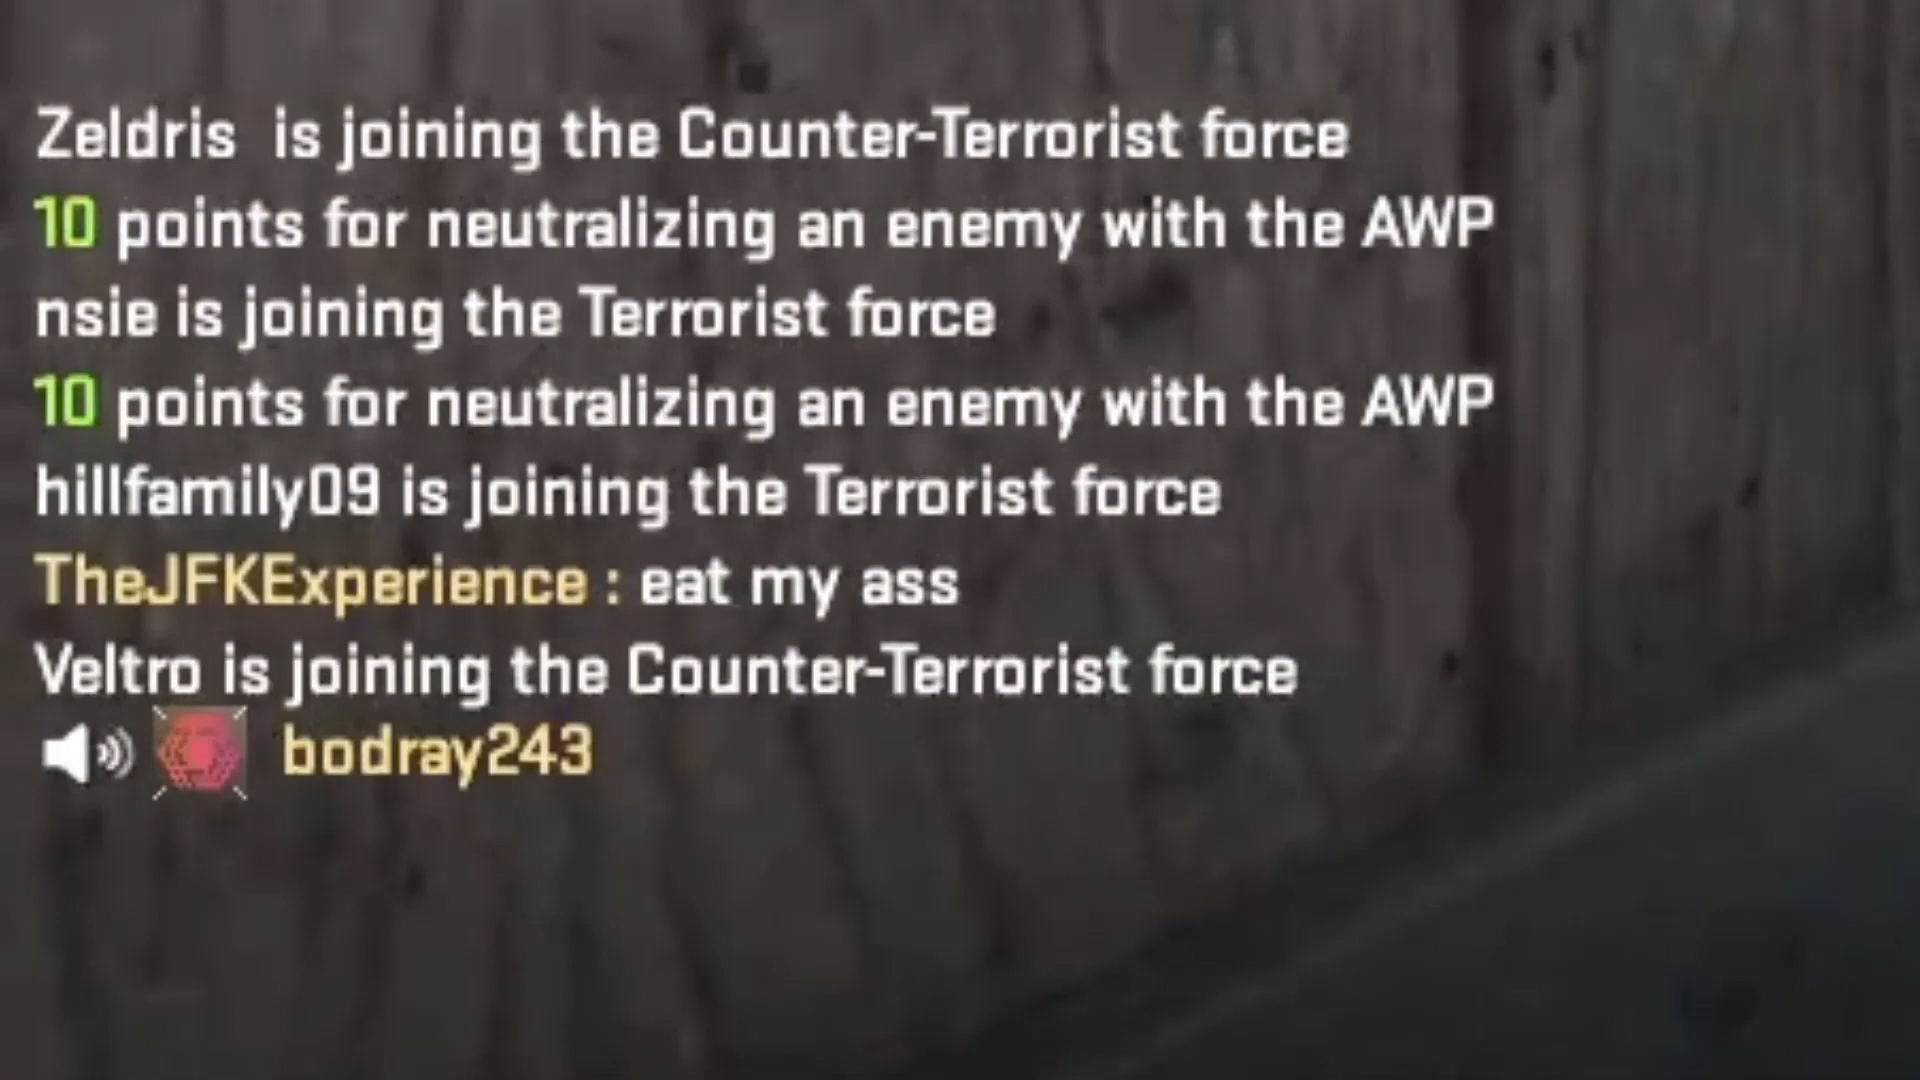 Zeldris  is joining the Counter-Terrorist force
10 points for neutralizing an enemy with the AWP
nsie is joining the Terrorist force
10 points for neutralizing an enemy with the AWP
hillfamily09 is joining the Terrorist force
TheJFKExperience : eat my ass
Veltro is joining the Counter-Terrorist force
bodray243